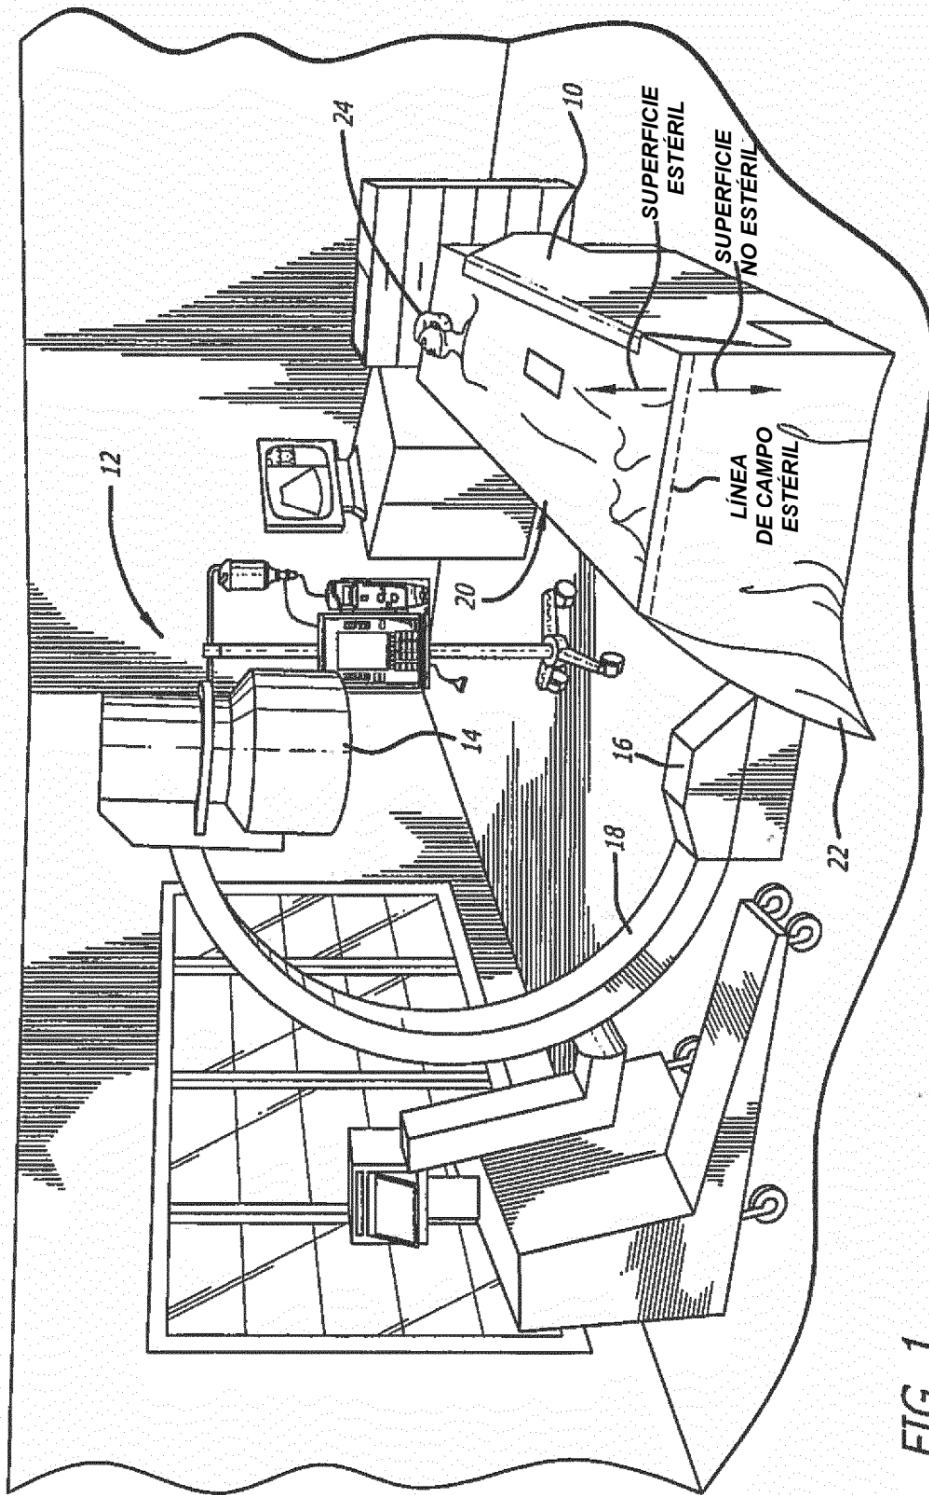 12
24
10
SUPERFICIE
ESTÉRIL
SUPERFICIE
NO ESTÉRIL
LÍNEA
DE CAMPO
ESTÉRIL
20
14
16
18
22
FIG. 1